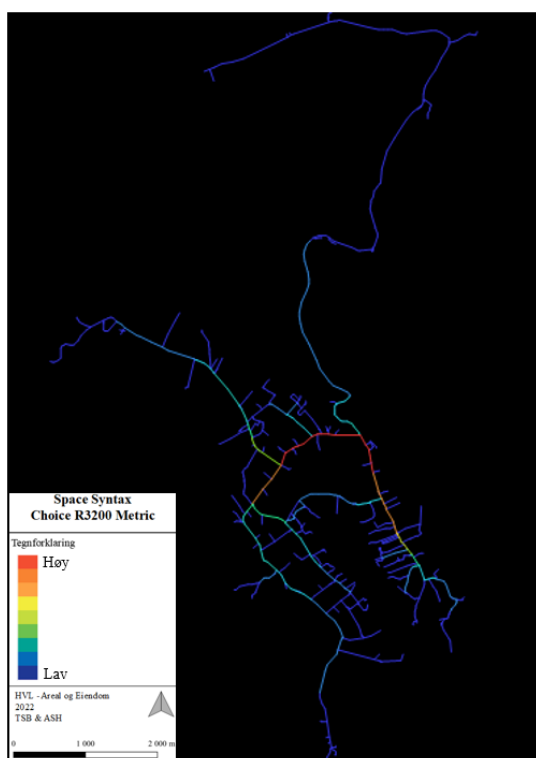 Space Syntax
Choice R3200 Metric
Tegnforklaring
Høy
Lav
HVL - Areal og Eiendom
2022
TSB & ASH
0 1 000 2 000 m